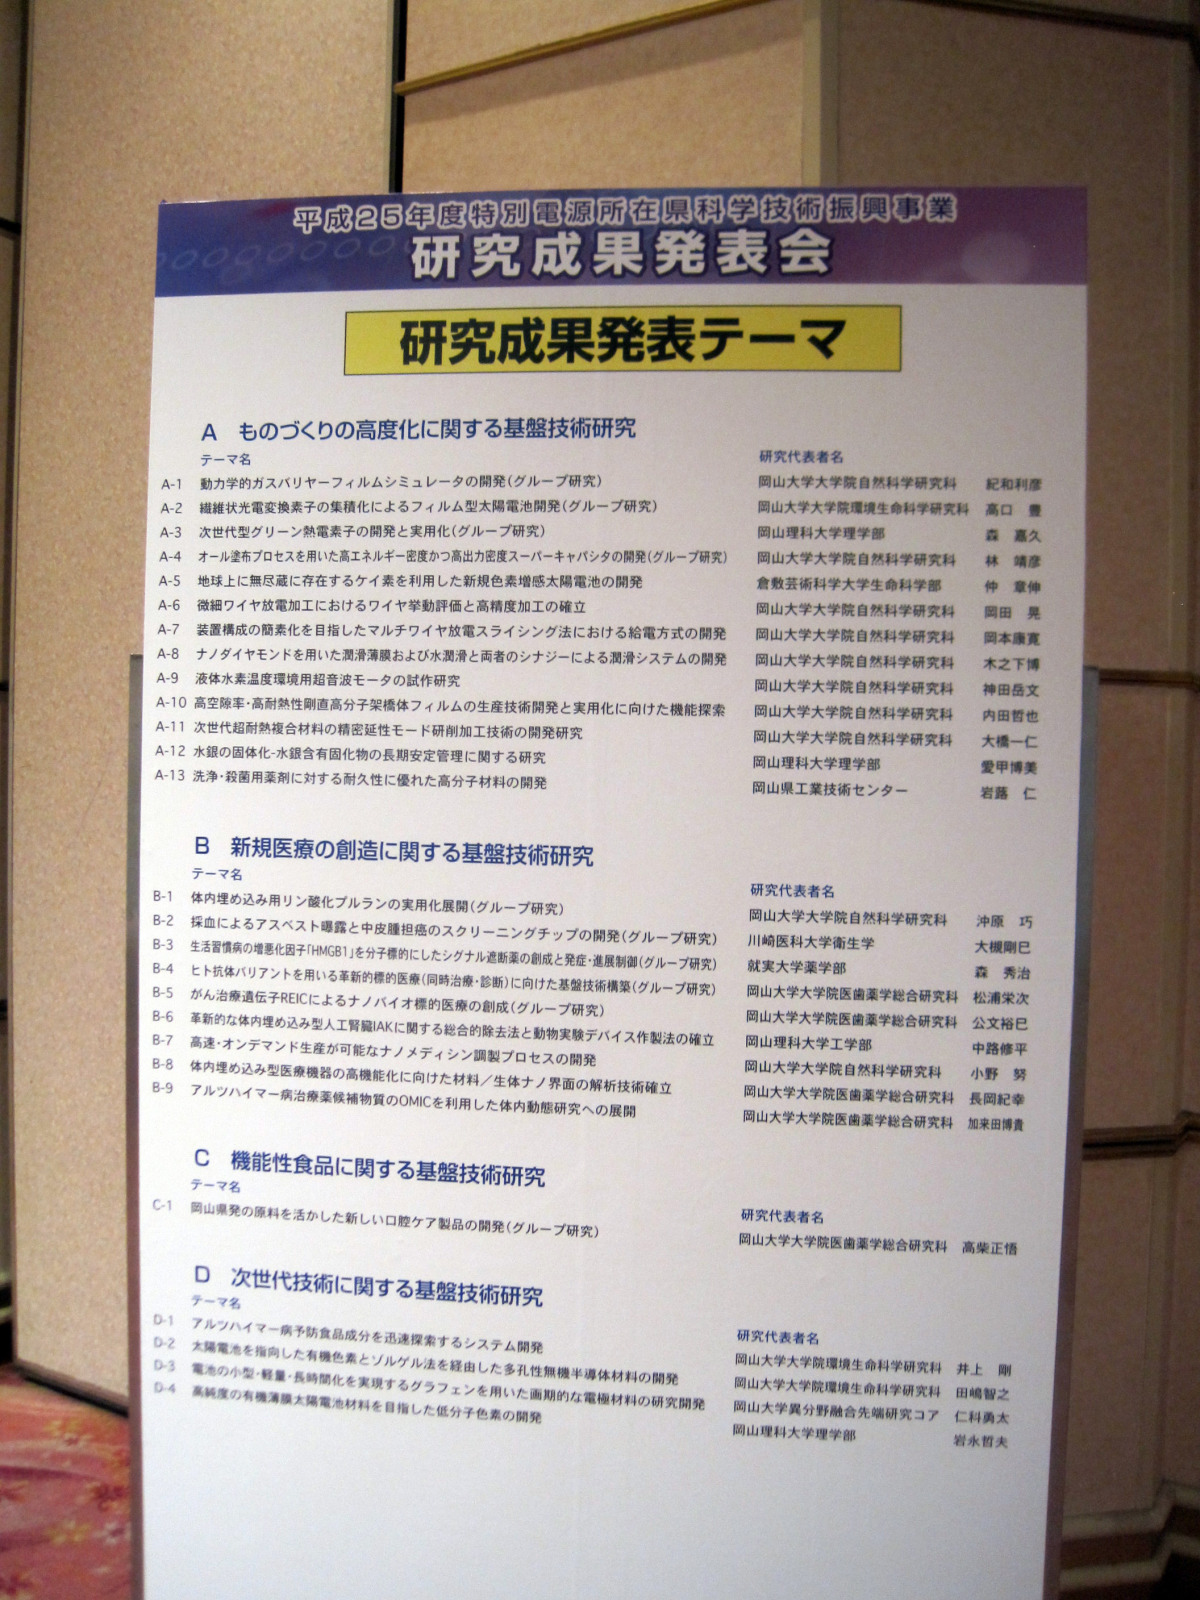 平成25年度特別電源所在県科学技術振興事業
研究成果発表会
研究成果発表テーマ
A ものづくりの高度化に関する基盤技術研究
テーマ名 研究代表者名
A-1 動力学的ガスバリヤーフィルムシミュレータの開発(グループ研究) 岡山大学大学院自然科学研究科 紀和利彦
A-2 繊維状光電変換素子の集積化によるフィルム型太陽電池開発(グループ研究) 岡山大学大学院環境生命科学研究科 高口 豊
A-3 次世代型グリーン熱電素子の開発と実用化(グループ研究) 岡山理科大学理学部 森 嘉久
A-4 オール塗布プロセスを用いた高エネルギー密度かつ高出力密度スーパーキャパシタの開発(グループ研究) 岡山大学大学院自然科学研究科 林 靖彦
A-5 地球上に無尽蔵に存在するケイ素を利用した新規色素増感太陽電池の開発 倉敷芸術科学大学生命科学部 仲 章伸
A-6 微細ワイヤ放電加工におけるワイヤ挙動評価と高精度加工の確立 岡山大学大学院自然科学研究科 岡田 晃
A-7 装置構成の簡素化を目指したマルチワイヤ放電スライシング法における給電方式の開発 岡山大学大学院自然科学研究科 岡本康寛
A-8 ナノダイヤモンドを用いた潤滑薄膜および水潤滑と両者のシナジーによる潤滑システムの開発 岡山大学大学院自然科学研究科 木之下博
A-9 液体水素温度環境用超音波モータの試作研究 岡山大学大学院自然科学研究科 神田岳文
A-10 高空隙率・高耐熱性剛直高分子架橋体フィルムの生産技術開発と実用化に向けた機能探索 岡山大学大学院自然科学研究科 内田哲也
A-11 次世代超耐熱複合材料の精密延性モード研削加工技術の開発研究 岡山大学大学院自然科学研究科 大橋一仁
A-12 水銀の固体化-水銀含有固化物の長期安定管理に関する研究 岡山理科大学理学部 愛甲博美
A-13 洗浄・殺菌用薬剤に対する耐久性に優れた高分子材料の開発 岡山県工業技術センター 岩蕗 仁
B 新規医療の創造に関する基盤技術研究
テーマ名 研究代表者名
B-1 体内埋め込み用リン酸化プルランの実用化展開(グループ研究) 岡山大学大学院自然科学研究科 沖原 巧
B-2 採血によるアスベスト曝露と中皮腫担癌のスクリーニングチップの開発(グループ研究) 川崎医科大学衛生学 大槻剛巳
B-3 生活習慣病の増悪化因子「HMGB1」を分子標的にしたシグナル遮断薬の創成と発症・進展制御(グループ研究) 就実大学薬学部 森 秀治
B-4 ヒト抗体バリアントを用いる革新的標的医療(同時治療・診断)に向けた基盤技術構築(グループ研究) 岡山大学大学院医歯薬学総合研究科 松浦栄次
B-5 がん治療遺伝子REICによるナノバイオ標的医療の創成(グループ研究) 岡山大学大学院医歯薬学総合研究科 公文裕巳
B-6 革新的な体内埋め込み型人工腎臓IAKに関する総合的除去法と動物実験デバイス作製法の確立 岡山理科大学工学部 中路修平
B-7 高速・オンデマンド生産が可能なナノメディシン調製プロセスの開発 岡山大学大学院自然科学研究科 小野 努
B-8 体内埋め込み型医療機器の高機能化に向けた材料／生体ナノ界面の解析技術確立 岡山大学大学院医歯薬学総合研究科 長岡紀幸
B-9 アルツハイマー病治療薬候補物質のOMICを利用した体内動態研究への展開 岡山大学大学院医歯薬学総合研究科 加来田博貴
C 機能性食品に関する基盤技術研究
テーマ名 研究代表者名
C-1 岡山県発の原料を活かした新しい口腔ケア製品の開発(グループ研究) 岡山大学大学院医歯薬学総合研究科 高柴正悟
D 次世代技術に関する基盤技術研究
テーマ名 研究代表者名
D-1 アルツハイマー病予防食品成分を迅速探索するシステム開発 岡山大学大学院環境生命科学研究科 井上 剛
D-2 太陽電池を指向した有機色素とゾルゲル法を経由した多孔性無機半導体材料の開発 岡山大学大学院環境生命科学研究科 田嶋智之
D-3 電池の小型・軽量・長時間化を実現するグラフェンを用いた画期的な電極材料の研究開発 岡山大学異分野融合先端研究コア 仁科勇太
D-4 高純度の有機薄膜太陽電池材料を目指した低分子色素の開発 岡山理科大学理学部 岩永哲夫